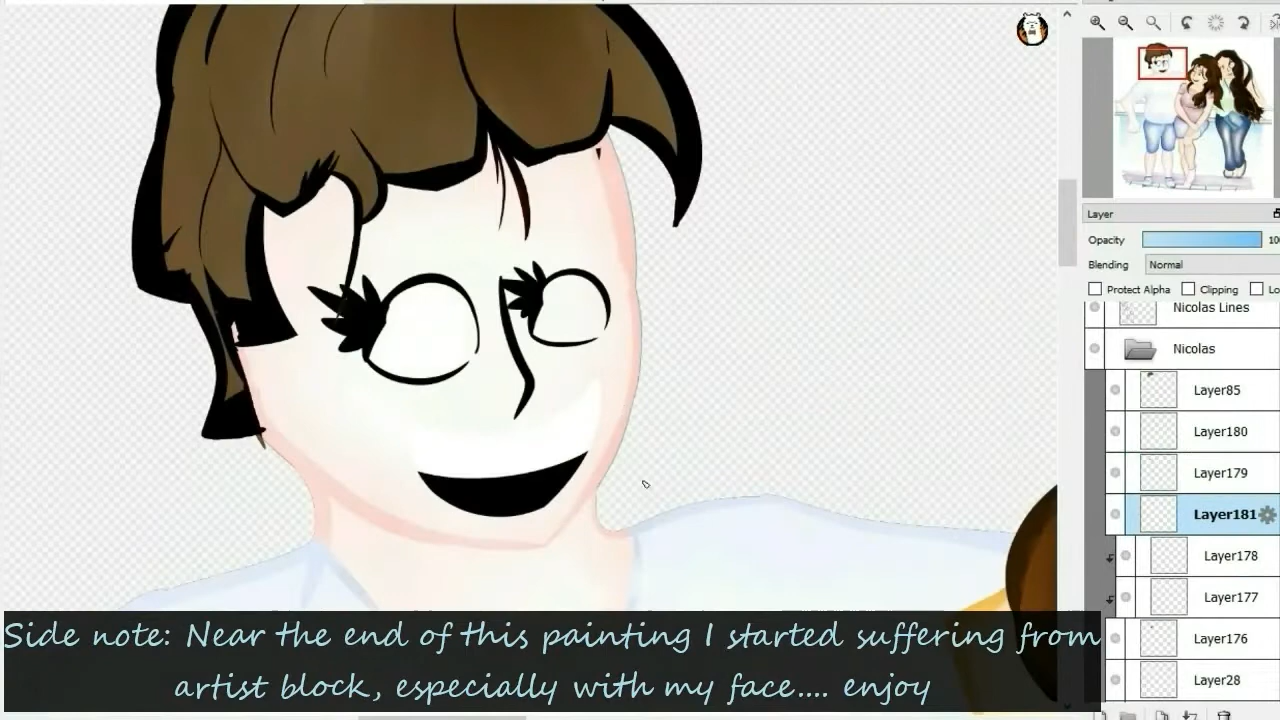 Layer
Opacity
Blending Normal
Protect Alpha Clipping
Nicolas Lines
Nicolas
Layer85
Layer180
Layer179
Layer181
Layer178
Layer177
Layer176
Layer28
Side note: Near the end of this painting I started suffering from
artist block, especially with my face.... enjoy